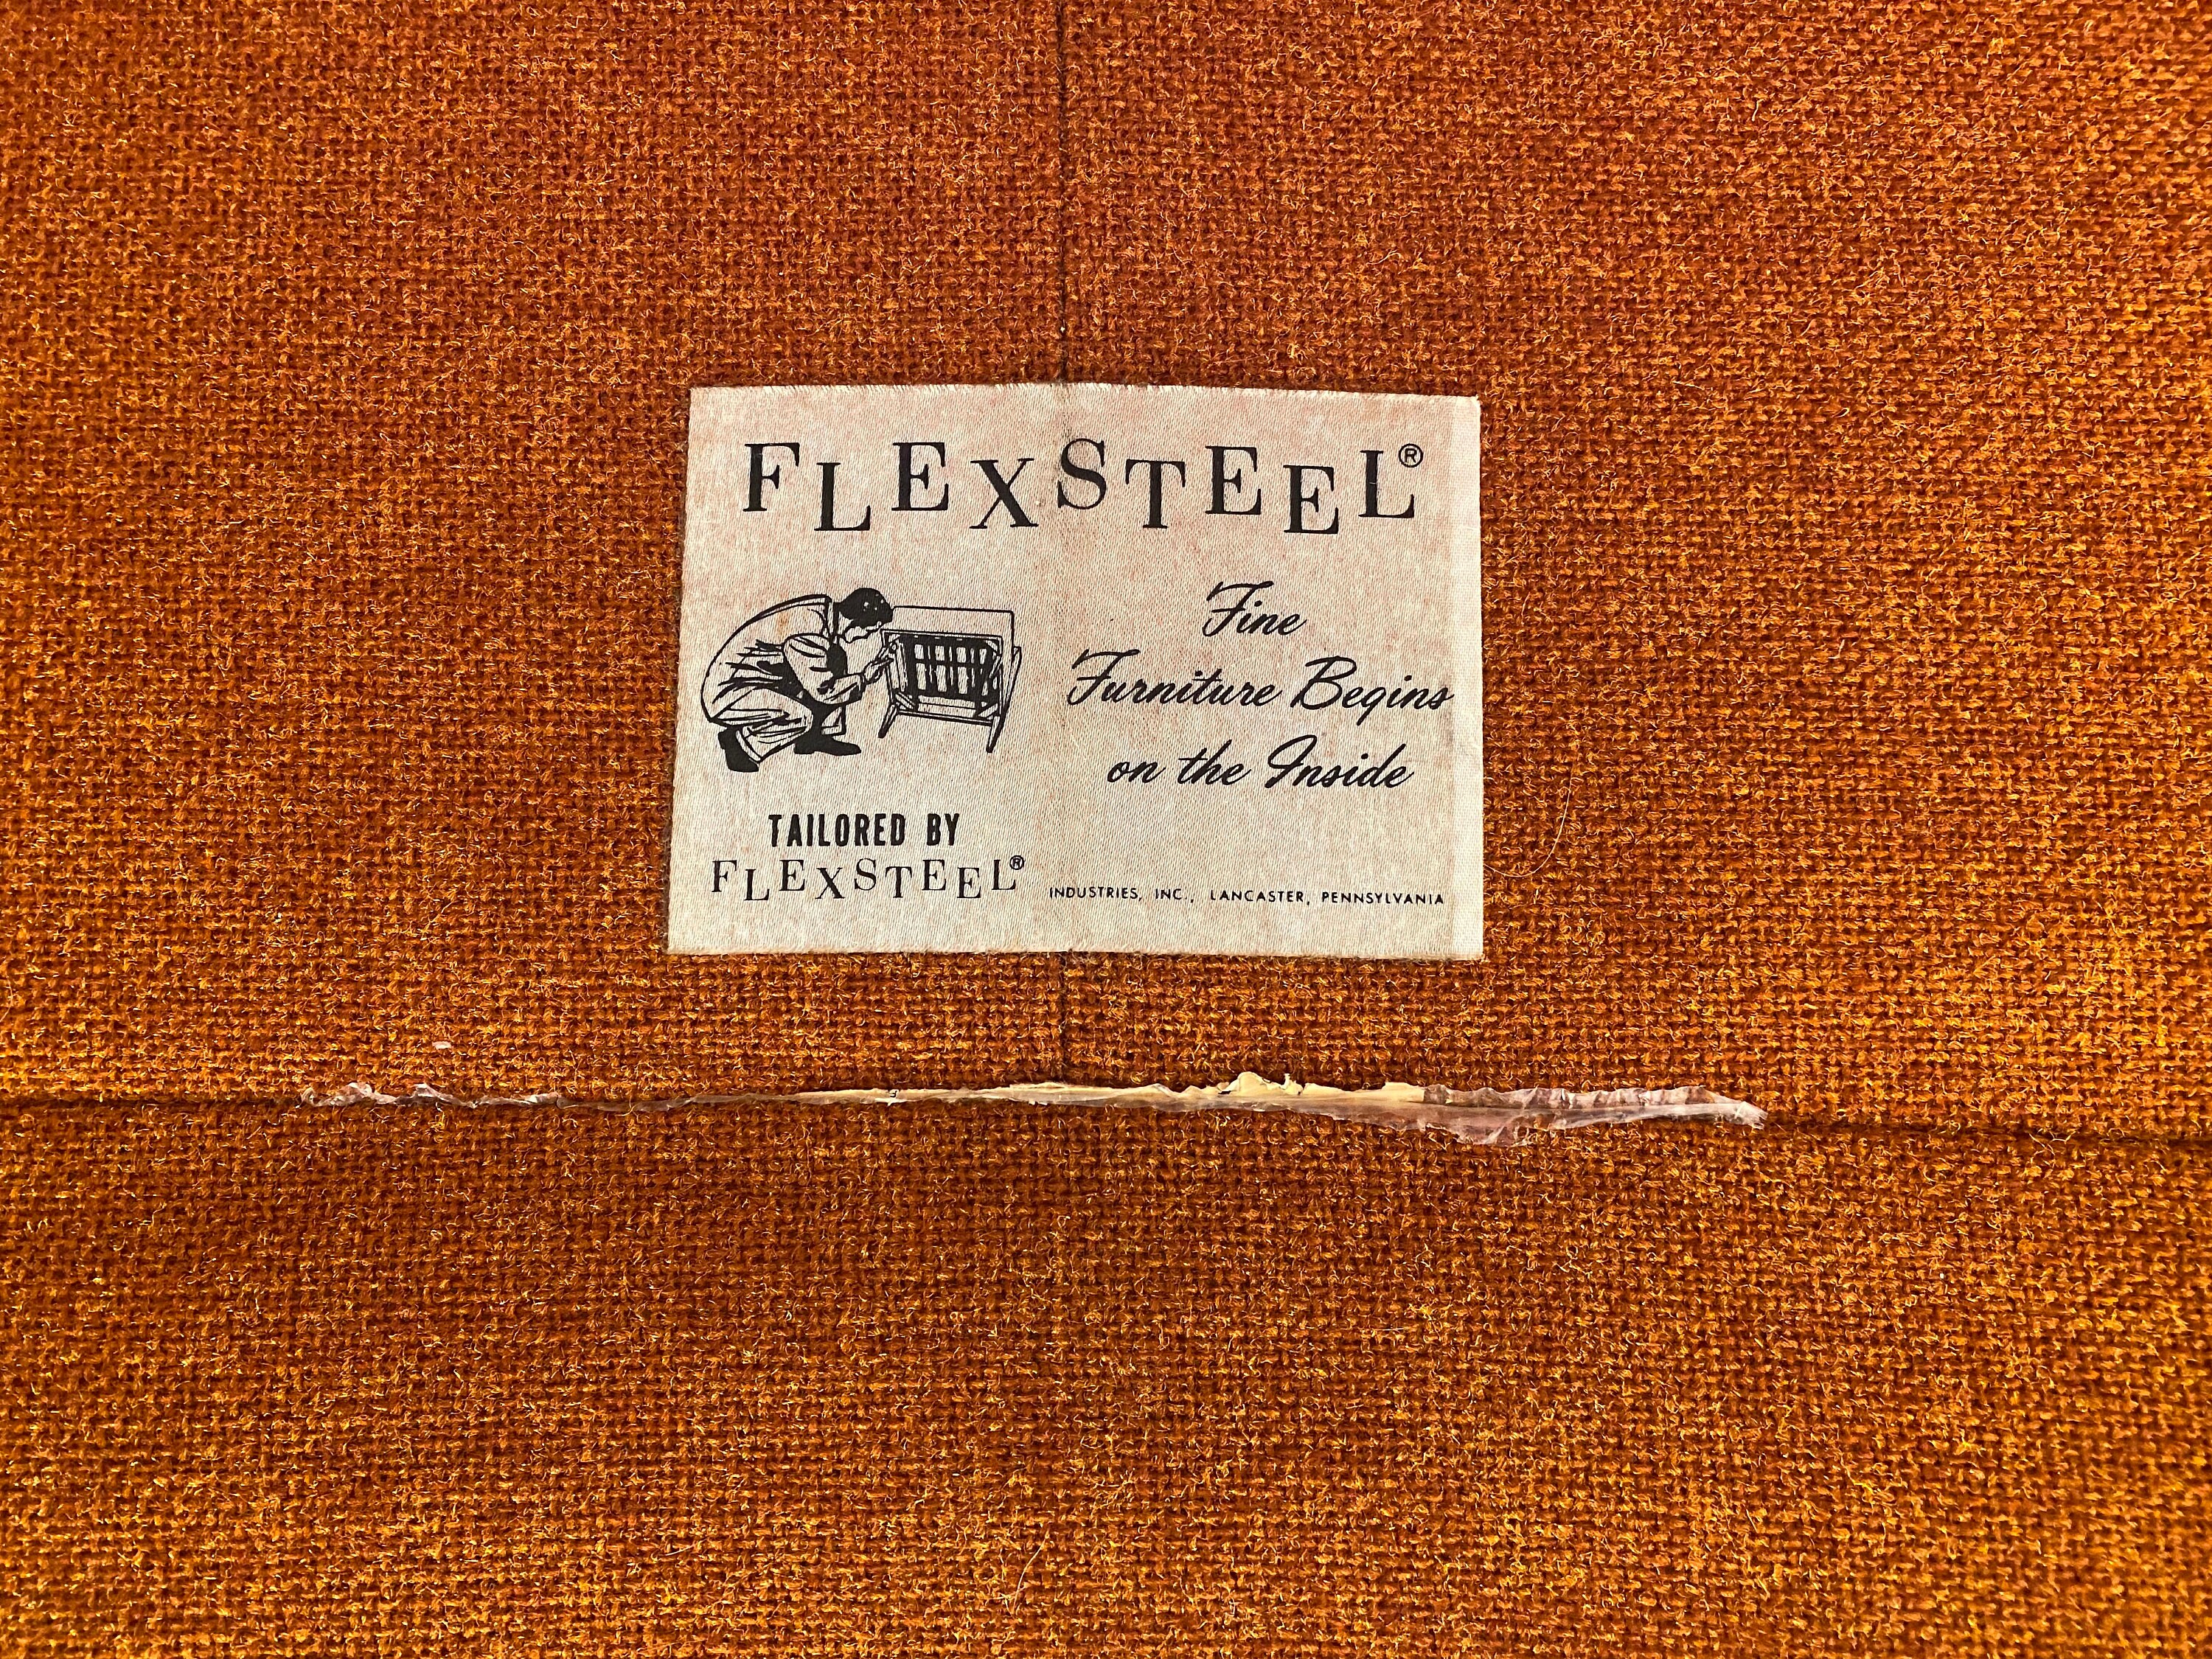 FLEXSTEEL®
Fine
Furniture Begins
on the Inside
TAILORED BY
FLEXSTEEL® INDUSTRIES, INC., LANCASTER, PENNSYLVANIA